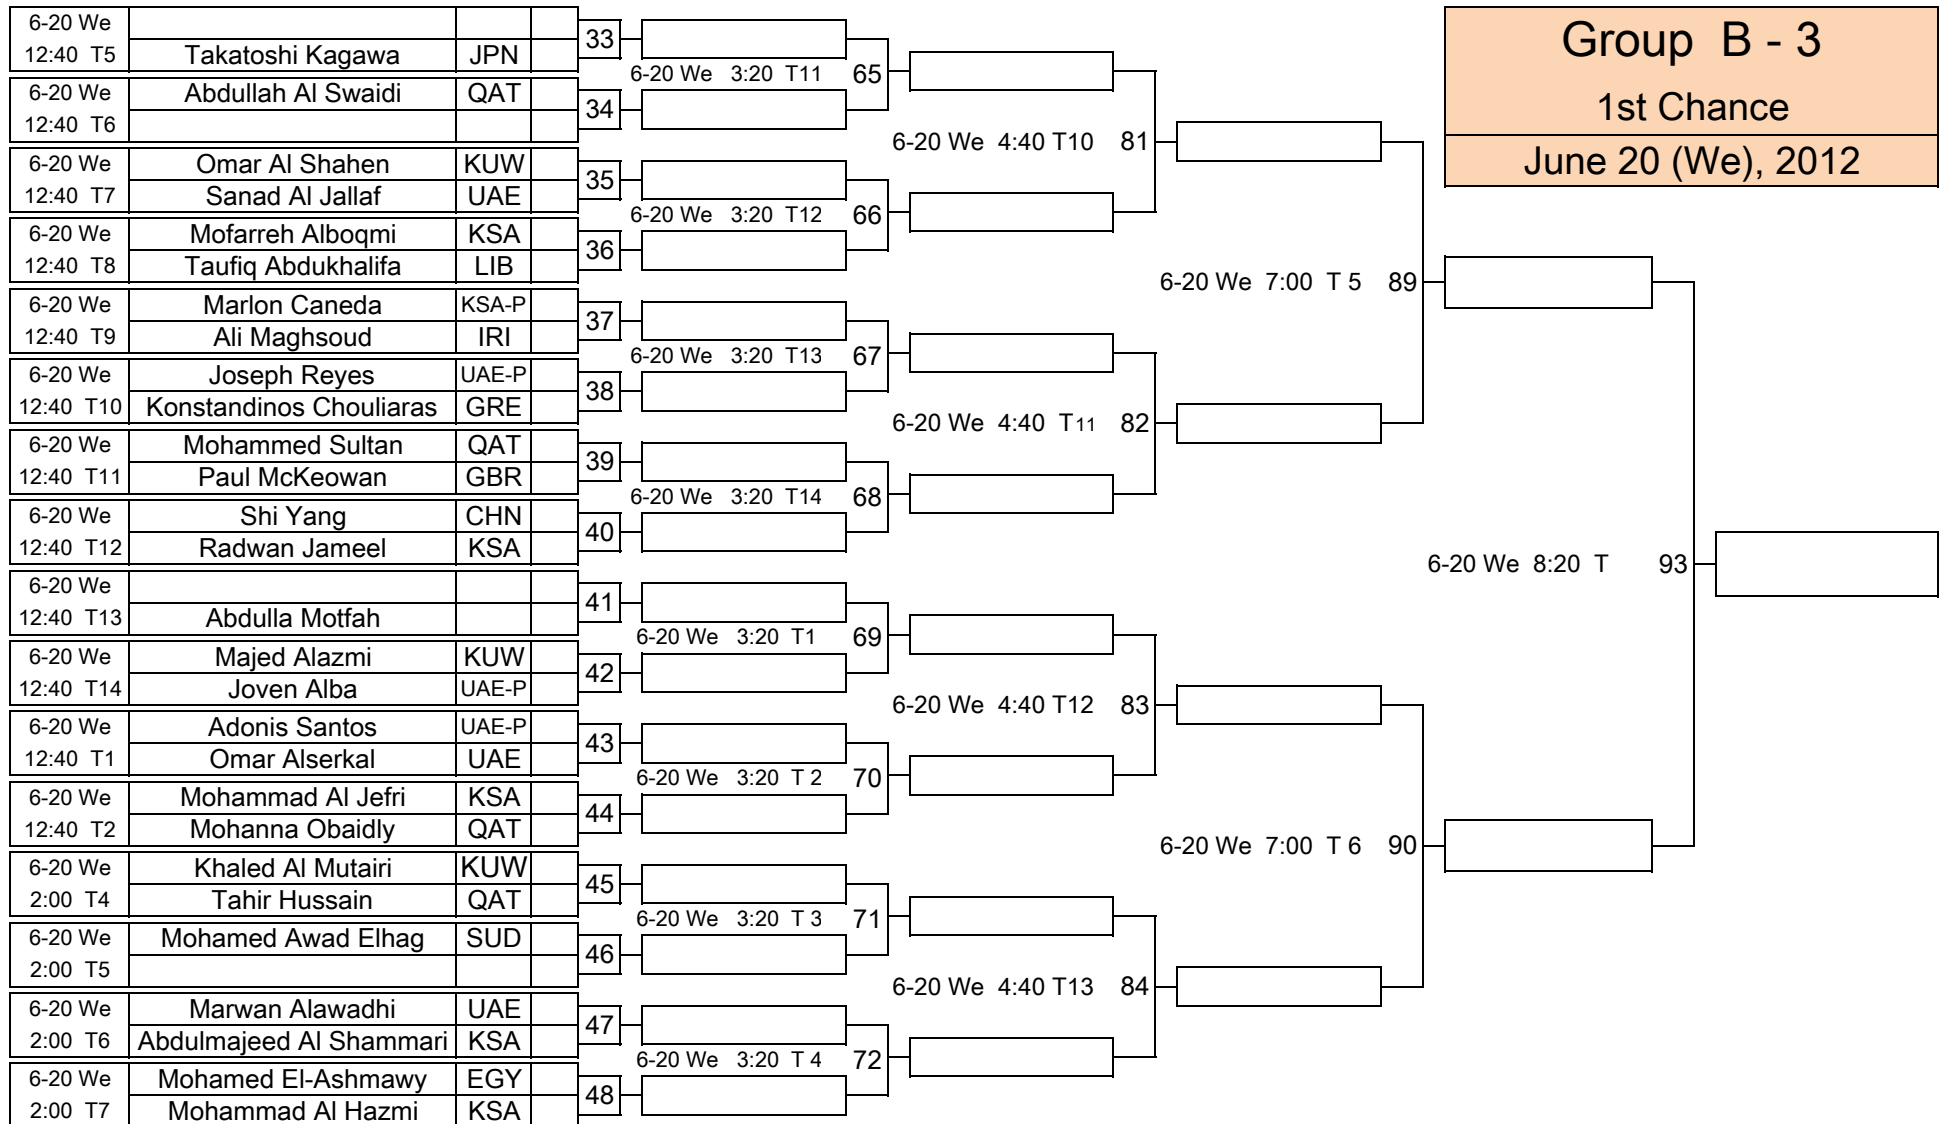 Group B - 3
1st Chance
June 20 (We), 2012
6-20 We
12:40 T5 Takatoshi Kagawa JPN
33
6-20 We 3:20 T11 65
6-20 We Abdullah Al Swaidi QAT
12:40 T6
34
6-20 We 4:40 T10 81
6-20 We Omar Al Shahen KUW
12:40 T7 Sanad Al Jallaf UAE
35
6-20 We 3:20 T12 66
6-20 We Mofarreh Alboqmi KSA
12:40 T8 Taufiq Abdukhalifa LIB
36
6-20 We 7:00 T 5 89
6-20 We Marlon Caneda KSA-P
12:40 T9 Ali Maghsoud IRI
37
6-20 We 3:20 T13 67
6-20 We Joseph Reyes UAE-P
12:40 T10 Konstandinos Chouliaras GRE
38
6-20 We 4:40 T11 82
6-20 We Mohammed Sultan QAT
12:40 T11 Paul McKeowan GBR
39
6-20 We 3:20 T14 68
6-20 We Shi Yang CHN
12:40 T12 Radwan Jameel KSA
40
6-20 We 8:20 T 93
6-20 We
12:40 T13 Abdulla Motfah
41
6-20 We 3:20 T1 69
6-20 We Majed Alazmi KUW
12:40 T14 Joven Alba UAE-P
42
6-20 We 4:40 T12 83
6-20 We Adonis Santos UAE-P
12:40 T1 Omar Alserkal UAE
43
6-20 We 3:20 T 2 70
6-20 We Mohammad Al Jefri KSA
12:40 T2 Mohanna Obaidly QAT
44
6-20 We 7:00 T 6 90
6-20 We Khaled Al Mutairi KUW
2:00 T4 Tahir Hussain QAT
45
6-20 We 3:20 T 3 71
6-20 We Mohamed Awad Elhag SUD
2:00 T5
46
6-20 We 4:40 T13 84
6-20 We Marwan Alawadhi UAE
2:00 T6 Abdulmajeed Al Shammari KSA
47
6-20 We 3:20 T 4 72
6-20 We Mohamed El-Ashmawy EGY
2:00 T7 Mohammad Al Hazmi KSA
48